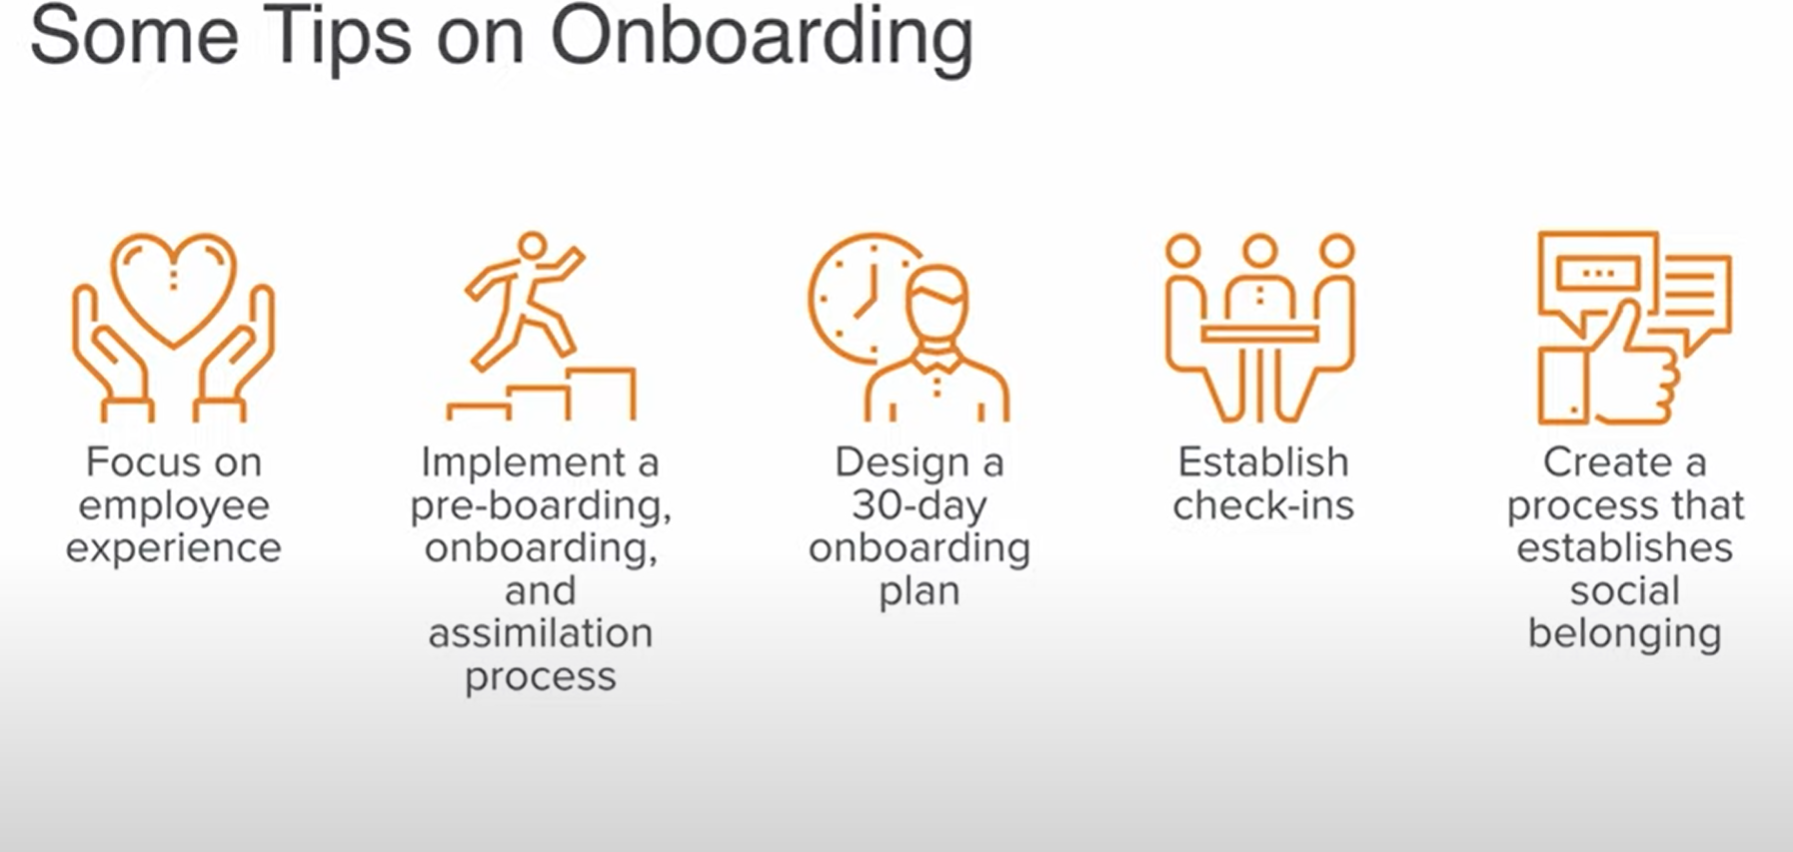 Some Tips on Onboarding
Focus on
employee
experience
Implement a
pre-boarding,
onboarding,
and
assimilation
process
Design a
30-day
onboarding
plan
Establish
check-ins
Create a
process that
establishes
social
belonging